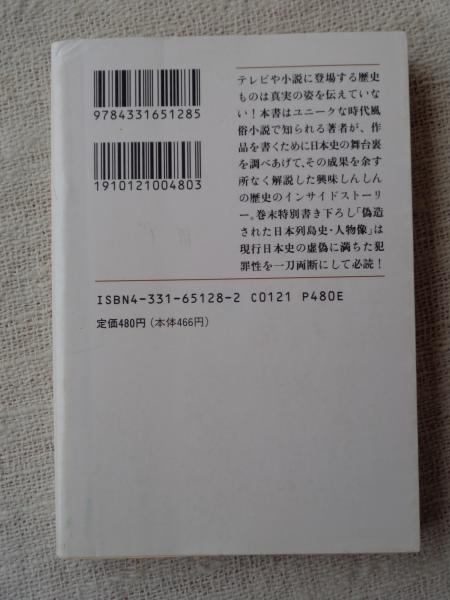 9784331651285
1910121004803
テレビや小説に登場する歴史
ものは真実の姿を伝えていな
い！本書はユニークな時代風
俗小説で知られる著者が、作
品を書くために日本史の舞台裏
を調べあげて、その成果を余す
所なく解説した興味しんしん
の歴史のインサイドストーリ
ー。巻末特別書き下ろし「偽造
された日本列島史・人物像」は
現行日本史の虚偽に満ちた犯
罪性を一刀両断にして必読！
ISBN4-331-65128-2 C0121 P480E
定価480円（本体466円）